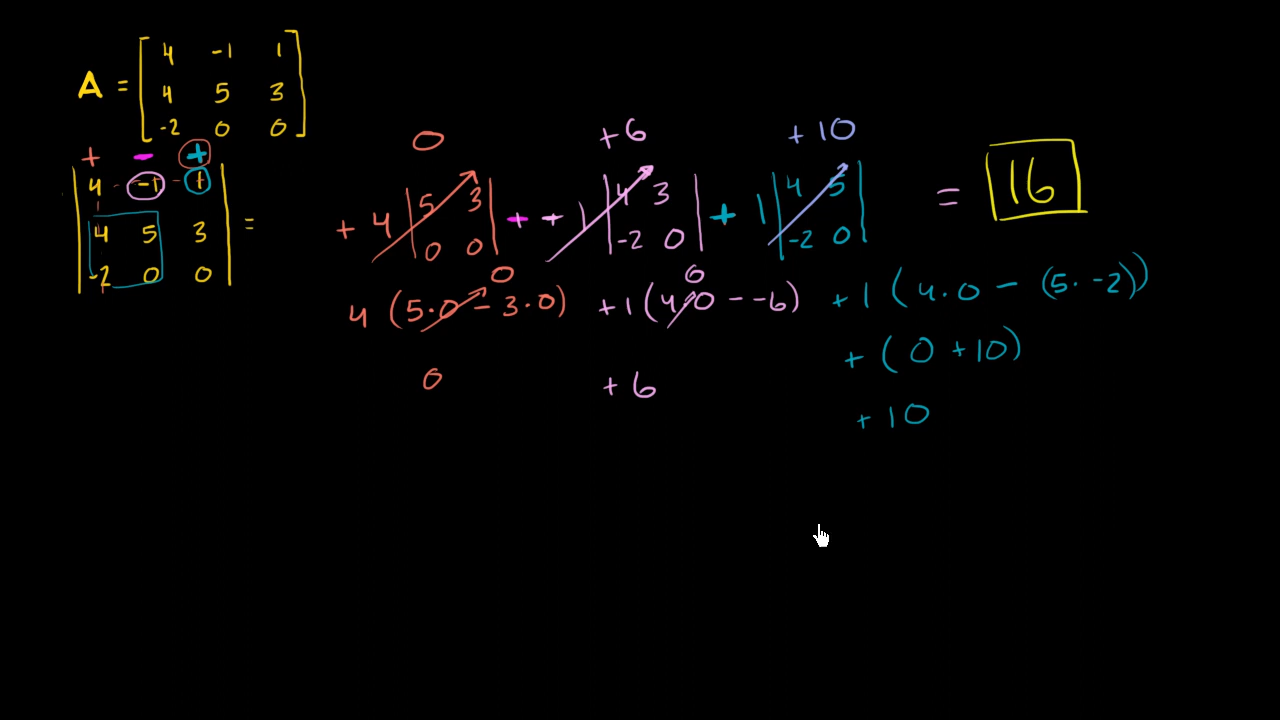 A = [ 4 -1 1
4 5 3
-2 0 0 ]
+ - +
| 4 -1 1 |
| 4 5 3 |
| -2 0 0 | =
0 +6 +10
+ 4 | 5 3 | + + 1 | 4 3 | + 1 | 4 5 | = 16
| 0 0 | | -2 0 | | -2 0 |
0 0
4 (5·0 - 3·0) +1(4·0 - -6) +1 (4·0 - (5·-2))
+ (0 +10)
0 + 6
+ 10